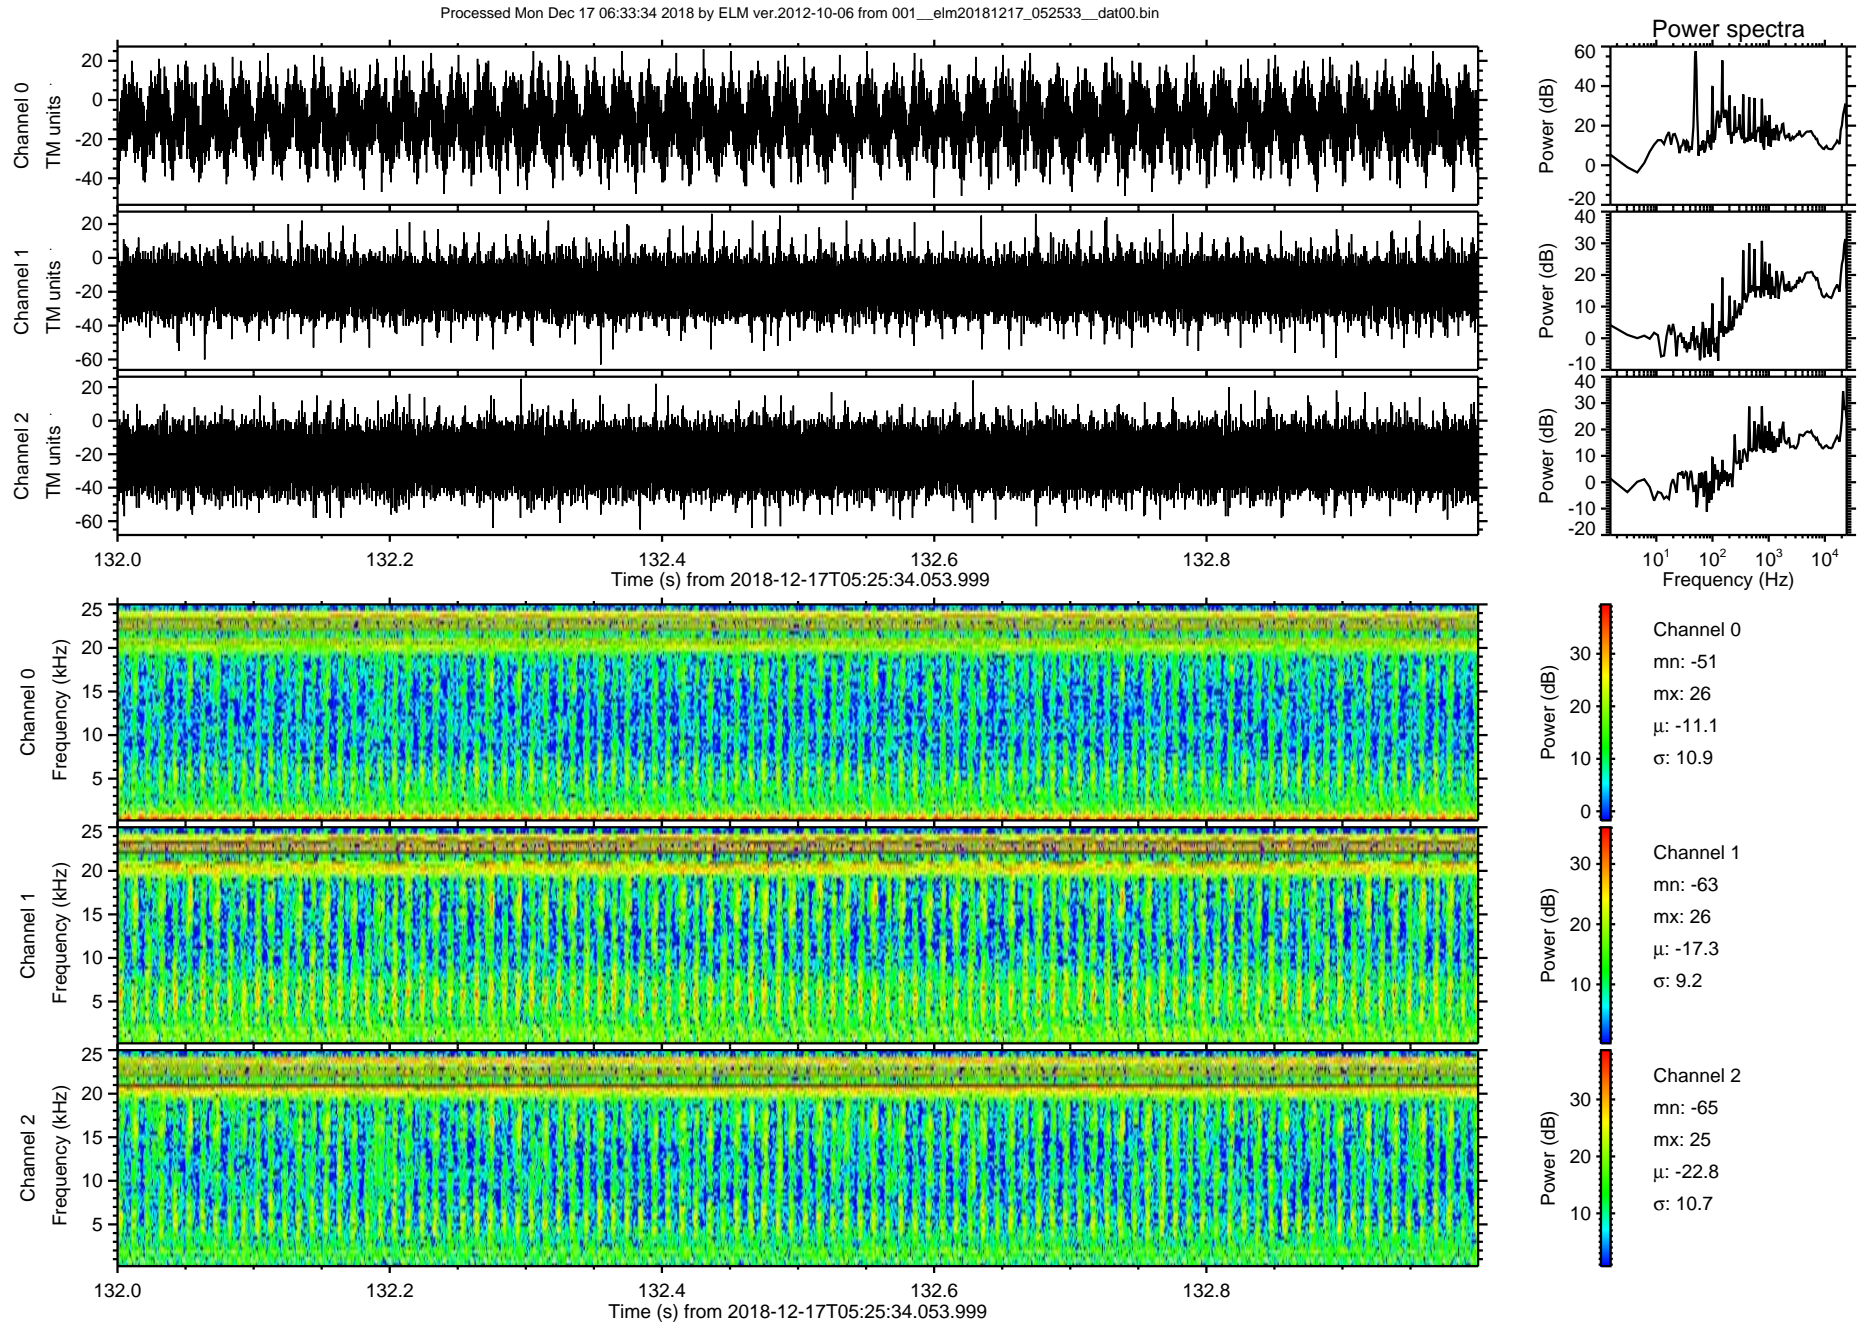 Processed Mon Dec 17 06:33:34 2018 by ELM ver.2012-10-06 from 001__elm20181217_052533__dat00.bin
Power spectra
Channel 0
TM units
20
0
-20
-40
Power (dB)
60
40
20
0
-20
Channel 1
TM units
20
0
-20
-40
-60
Power (dB)
40
30
20
10
0
-10
Channel 2
TM units
20
0
-20
-40
-60
Power (dB)
40
30
20
10
0
-10
-20
132.0 132.2 132.4 132.6 132.8
Time (s) from 2018-12-17T05:25:34.053.999
10¹ 10² 10³ 10⁴
Frequency (Hz)
Channel 0
Frequency (kHz)
25
20
15
10
5
Power (dB)
30
20
10
0
Channel 0
mn: -51
mx: 26
μ: -11.1
σ: 10.9
Channel 1
Frequency (kHz)
25
20
15
10
5
Power (dB)
30
20
10
Channel 1
mn: -63
mx: 26
μ: -17.3
σ: 9.2
Channel 2
Frequency (kHz)
25
20
15
10
5
Power (dB)
30
20
10
Channel 2
mn: -65
mx: 25
μ: -22.8
σ: 10.7
132.0 132.2 132.4 132.6 132.8
Time (s) from 2018-12-17T05:25:34.053.999